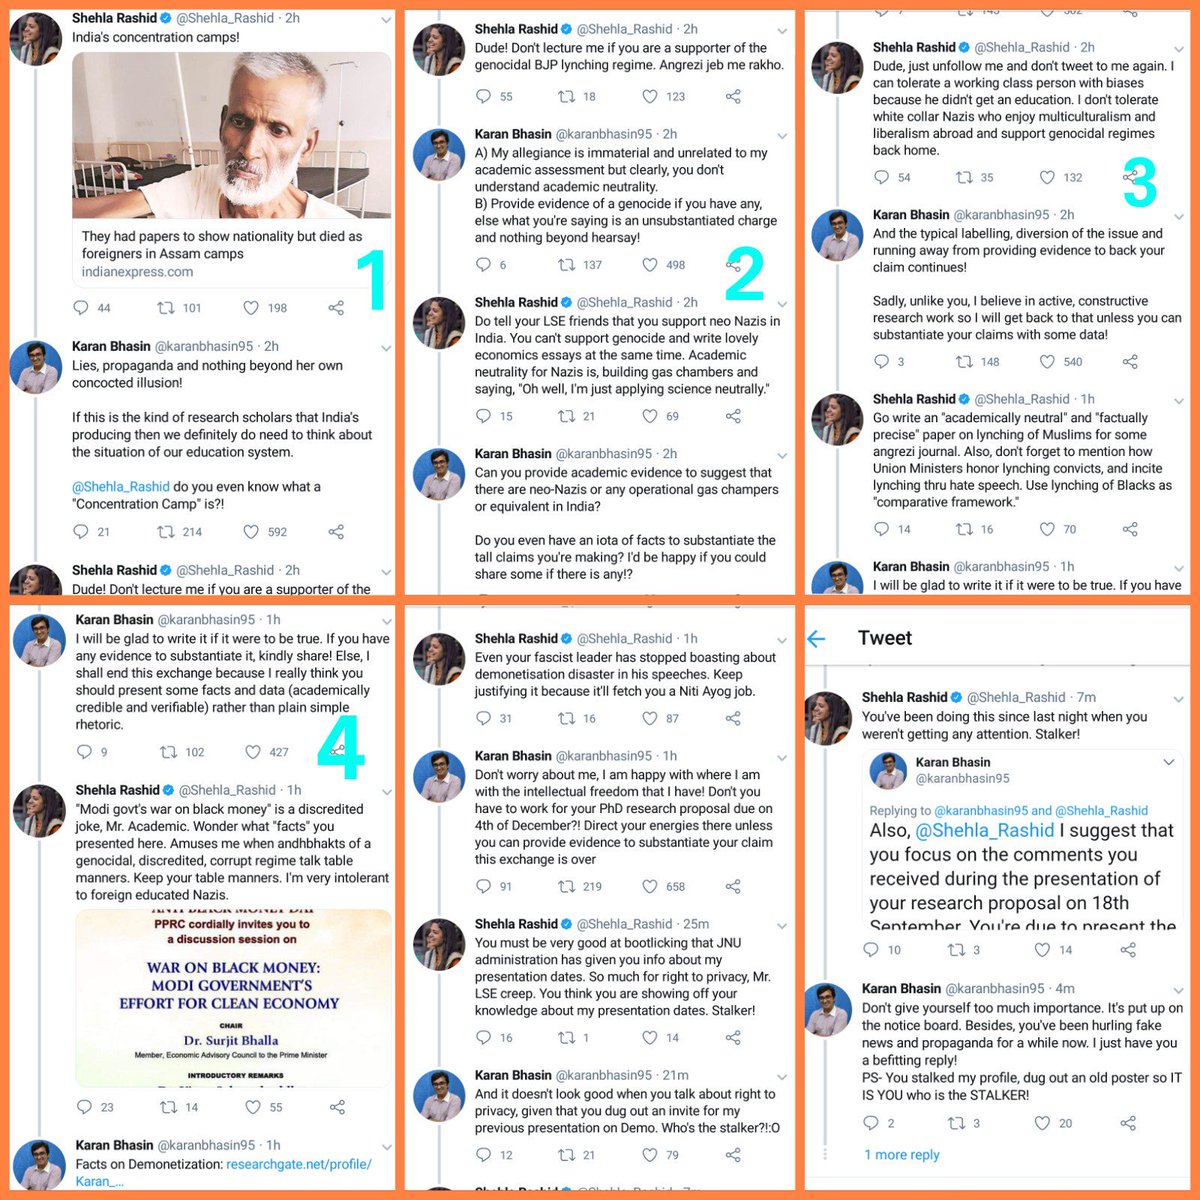 Shehla Rashid @Shehla_Rashid · 2h
India's concentration camps!
They had papers to show nationality but died as
foreigners in Assam camps
indianexpress.com
1
44 101 198
Karan Bhasin @karanbhasin95 · 2h
Lies, propaganda and nothing beyond her own
concocted illusion!
If this is the kind of research scholars that India's
producing then we definitely do need to think about
the situation of our education system.
@Shehla_Rashid do you even know what a
"Concentration Camp" is?!
21 214 592
Shehla Rashid @Shehla_Rashid · 2h
Dude! Don't lecture me if you are a supporter of the
Shehla Rashid @Shehla_Rashid · 2h
Dude! Don't lecture me if you are a supporter of the
genocidal BJP lynching regime. Angrezi jeb me rakho.
55 18 123
Karan Bhasin @karanbhasin95 · 2h
A) My allegiance is immaterial and unrelated to my
academic assessment but clearly, you don't
understand academic neutrality.
B) Provide evidence of a genocide if you have any,
else what you're saying is an unsubstantiated charge
and nothing beyond hearsay!
6 137 498
2
Shehla Rashid @Shehla_Rashid · 2h
Do tell your LSE friends that you support neo Nazis in
India. You can't support genocide and write lovely
economics essays at the same time. Academic
neutrality for Nazis is, building gas chambers and
saying, "Oh well, I'm just applying science neutrally."
15 21 69
Karan Bhasin @karanbhasin95 · 2h
Can you provide academic evidence to suggest that
there are neo-Nazis or any operational gas champers
or equivalent in India?
Do you even have an iota of facts to substantiate the
tall claims you're making? I'd be happy if you could
share some if there is any!?
Shehla Rashid @Shehla_Rashid · 2h
Dude, just unfollow me and don't tweet to me again. I
can tolerate a working class person with biases
because he didn't get an education. I don't tolerate
white collar Nazis who enjoy multiculturalism and
liberalism abroad and support genocidal regimes
back home.
54 35 132
3
Karan Bhasin @karanbhasin95 · 2h
And the typical labelling, diversion of the issue and
running away from providing evidence to back your
claim continues!
Sadly, unlike you, I believe in active, constructive
research work so I will get back to that unless you can
substantiate your claims with some data!
3 148 540
Shehla Rashid @Shehla_Rashid · 1h
Go write an "academically neutral" and "factually
precise" paper on lynching of Muslims for some
angrezi journal. Also, don't forget to mention how
Union Ministers honor lynching convicts, and incite
lynching thru hate speech. Use lynching of Blacks as
"comparative framework."
14 16 70
Karan Bhasin @karanbhasin95 · 1h
I will be glad to write it if it were to be true. If you have
Karan Bhasin @karanbhasin95 · 1h
I will be glad to write it if it were to be true. If you have
any evidence to substantiate it, kindly share! Else, I
shall end this exchange because I really think you
should present some facts and data (academically
credible and verifiable) rather than plain simple
rhetoric.
9 102 427
4
Shehla Rashid @Shehla_Rashid · 1h
"Modi govt's war on black money" is a discredited
joke, Mr. Academic. Wonder what "facts" you
presented here. Amuses me when andhbhakts of a
genocidal, discredited, corrupt regime talk table
manners. Keep your table manners. I'm very intolerant
to foreign educated Nazis.
ANTI BLACK MONEY DAY
PPRC cordially invites you to
a discussion session on
WAR ON BLACK MONEY:
MODI GOVERNMENT'S
EFFORT FOR CLEAN ECONOMY
CHAIR
Dr. Surjit Bhalla
Member, Economic Advisory Council to the Prime Minister
INTRODUCTORY REMARKS
23 14 55
Karan Bhasin @karanbhasin95 · 1h
Facts on Demonetization: researchgate.net/profile/
Karan_...
Shehla Rashid @Shehla_Rashid · 1h
Even your fascist leader has stopped boasting about
demonetisation disaster in his speeches. Keep
justifying it because it'll fetch you a Niti Ayog job.
31 16 87
Karan Bhasin @karanbhasin95 · 1h
Don't worry about me, I am happy with where I am
with the intellectual freedom that I have! Don't you
have to work for your PhD research proposal due on
4th of December?! Direct your energies there unless
you can provide evidence to substantiate your claim
this exchange is over
91 219 658
Shehla Rashid @Shehla_Rashid · 25m
You must be very good at bootlicking that JNU
administration has given you info about my
presentation dates. So much for right to privacy, Mr.
LSE creep. You think you are showing off your
knowledge about my presentation dates. Stalker!
16 1 14
Karan Bhasin @karanbhasin95 · 21m
And it doesn't look good when you talk about right to
privacy, given that you dug out an invite for my
previous presentation on Demo. Who's the stalker?!:O
12 21 79
Tweet
Shehla Rashid @Shehla_Rashid · 7m
You've been doing this since last night when you
weren't getting any attention. Stalker!
Karan Bhasin
@karanbhasin95
Replying to @karanbhasin95 and @Shehla_Rashid
Also, @Shehla_Rashid I suggest that
you focus on the comments you
received during the presentation of
your research proposal on 18th
September. You're due to present the
10 3 14
Karan Bhasin @karanbhasin95 · 4m
Don't give yourself too much importance. It's put up on
the notice board. Besides, you've been hurling fake
news and propaganda for a while now. I just have you
a befitting reply!
PS- You stalked my profile, dug out an old poster so IT
IS YOU who is the STALKER!
2 3 20
1 more reply